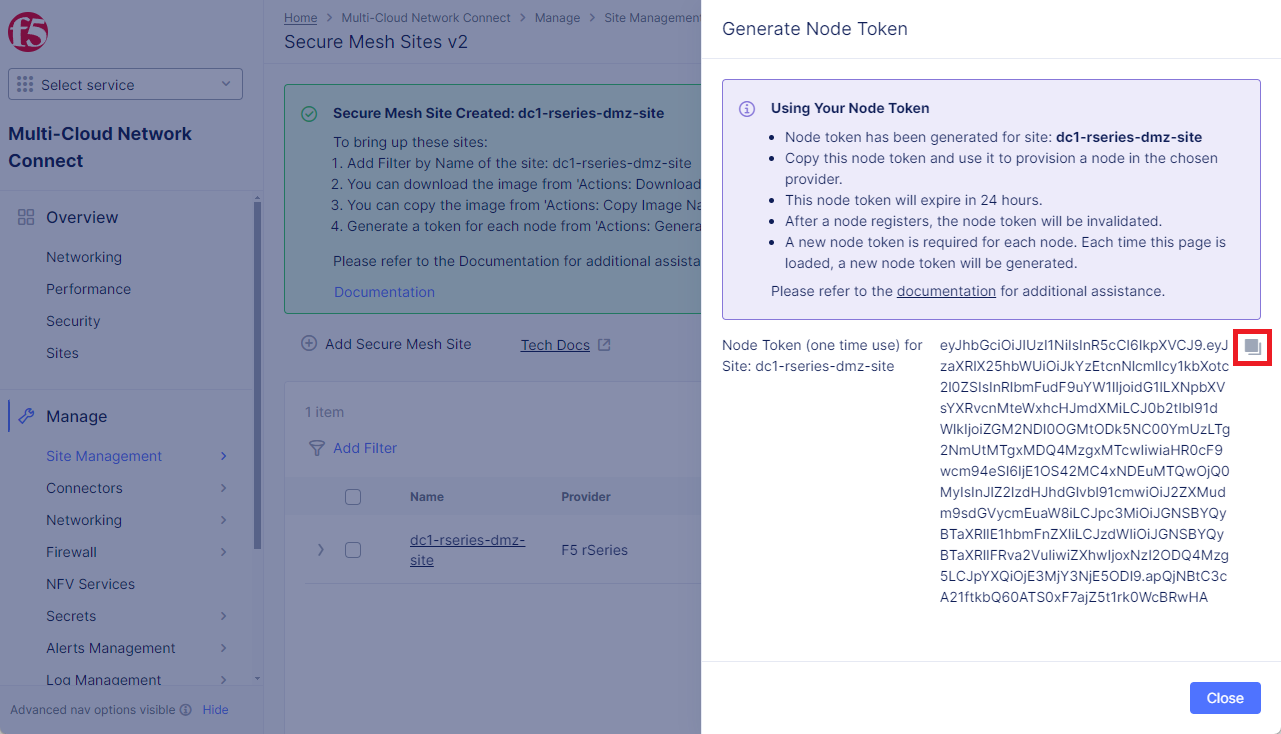 f5
Select service
Multi-Cloud Network
Connect
Overview
Networking
Performance
Security
Sites
Manage
Site Management
Connectors
Networking
Firewall
NFV Services
Secrets
Alerts Management
Log Management
Advanced nav options visible Hide
Home > Multi-Cloud Network Connect > Manage > Site Management
Secure Mesh Sites v2
Secure Mesh Site Created: dc1-rseries-dmz-site
To bring up these sites:
1. Add Filter by Name of the site: dc1-rseries-dmz-site
2. You can download the image from 'Actions: Download
3. You can copy the image from 'Actions: Copy Image Na
4. Generate a token for each node from 'Actions: Genera
Please refer to the Documentation for additional assista
Documentation
Add Secure Mesh Site Tech Docs
1 item
Add Filter
Name Provider
dc1-rseries-dmz-
site
F5 rSeries
Generate Node Token
Using Your Node Token
• Node token has been generated for site: dc1-rseries-dmz-site
• Copy this node token and use it to provision a node in the chosen
provider.
• This node token will expire in 24 hours.
• After a node registers, the node token will be invalidated.
• A new node token is required for each node. Each time this page is
loaded, a new node token will be generated.
Please refer to the documentation for additional assistance.
Node Token (one time use) for
Site: dc1-rseries-dmz-site
Close